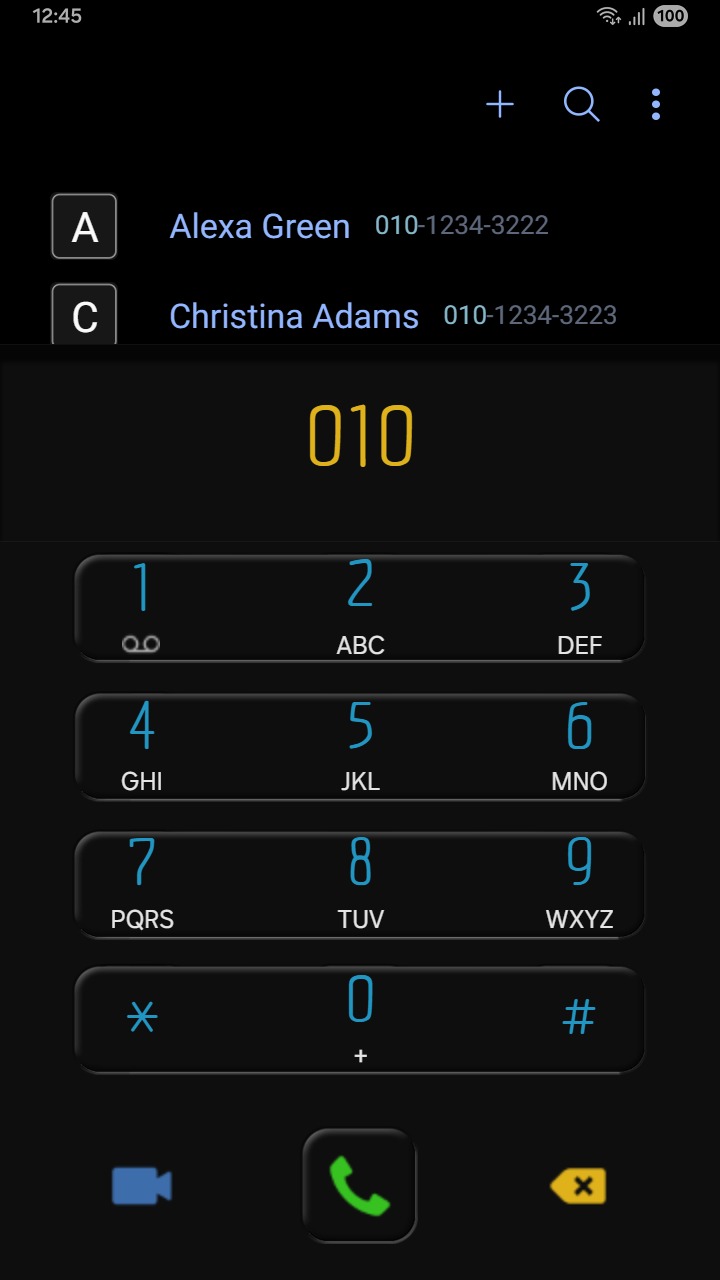 12:45 100
A Alexa Green 010-1234-3222
C Christina Adams 010-1234-3223
010
1 2 3
ABC DEF
4 5 6
GHI JKL MNO
7 8 9
PQRS TUV WXYZ
* 0 #
+